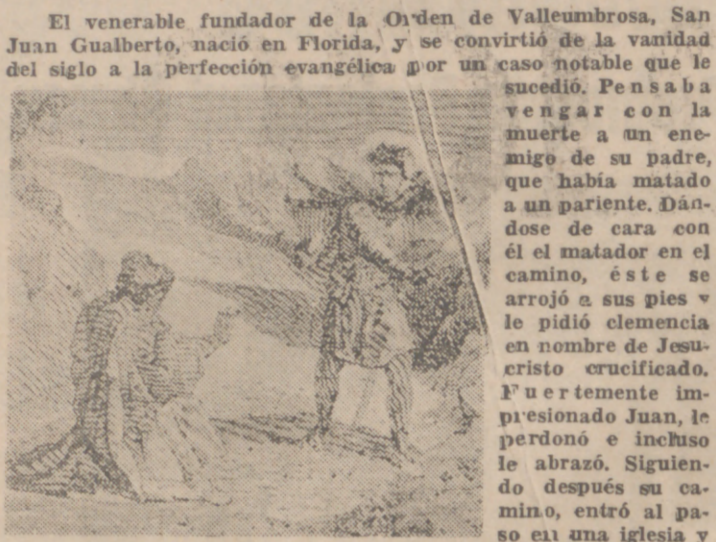 El venerable fundador de la Orden de Valleumbrosa, San
Juan Gualberto, nació en Florida, y se convirtió de la vanidad
del siglo a la perfección evangélica por un caso notable que le
sucedió. Pensaba
vengar con la
muerte a un ene-
migo de su padre,
que había matado
a un pariente. Dán-
dose de cara con
él el matador en el
camino, éste se
arrojó a sus pies y
le pidió clemencia
en nombre de Jesu-
cristo crucificado.
Fuertemente im-
presionado Juan, le
perdonó e incluso
le abrazó. Siguien-
do después su ca-
mino, entró al pa-
so en una iglesia y